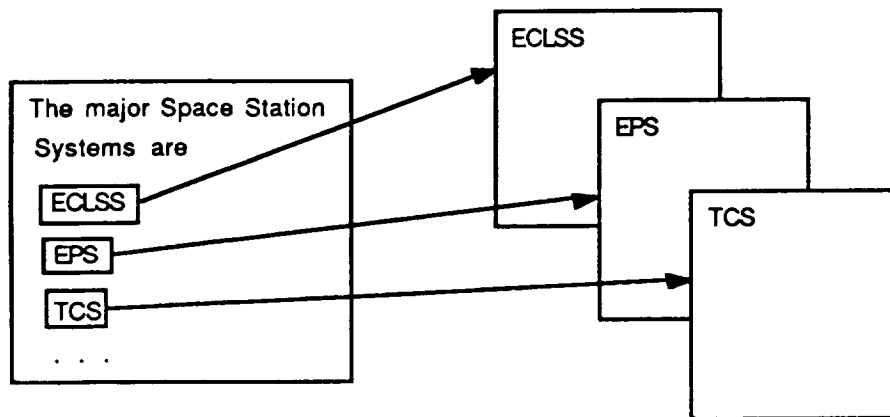 The major Space Station
Systems are
ECLSS
EPS
TCS
. . .
ECLSS
EPS
TCS